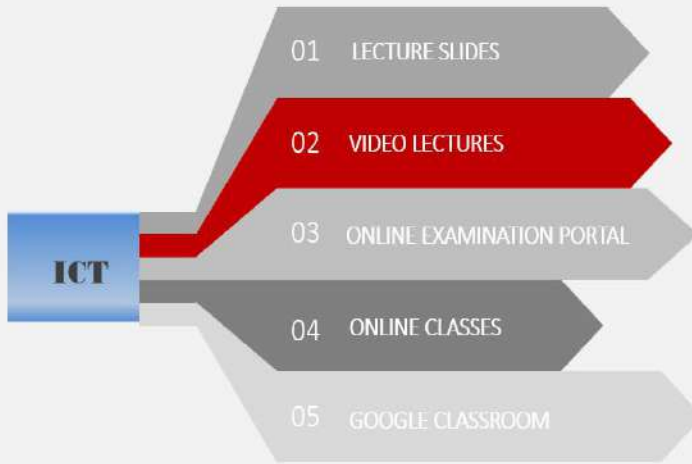 01 LECTURE SLIDES
02 VIDEO LECTURES
03 ONLINE EXAMINATION PORTAL
ICT
04 ONLINE CLASSES
05 GOOGLE CLASSROOM